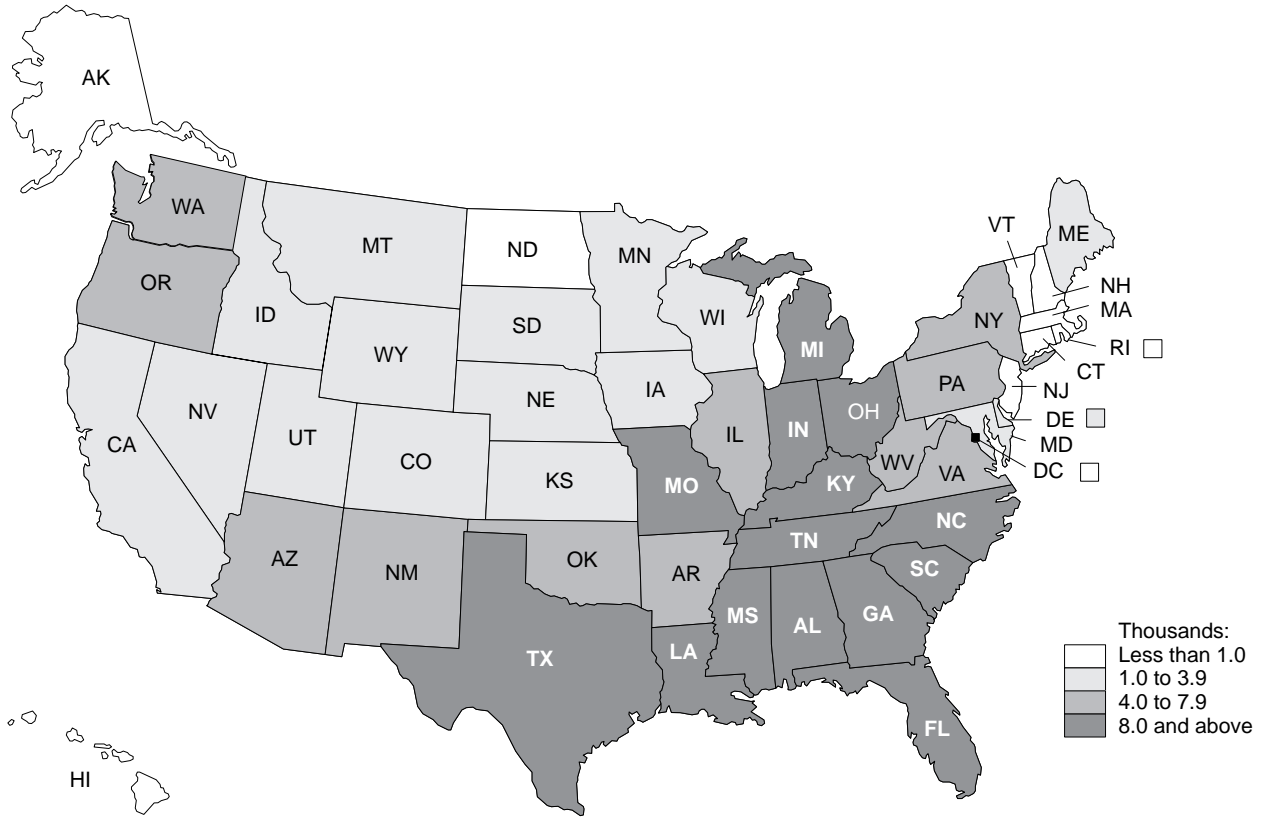 AK
WA
MT
ND
MN
VT
ME
OR
ID
SD
WI
NY
NH
MA
WY
MI
RI
CT
NE
IA
PA
NJ
NV
OH
DE
CA
UT
CO
IL
IN
MD
KS
MO
KY
WV
VA
DC
NC
TN
AZ
NM
OK
AR
SC
MS
AL
GA
TX
LA
FL
HI
Thousands:
Less than 1.0
1.0 to 3.9
4.0 to 7.9
8.0 and above